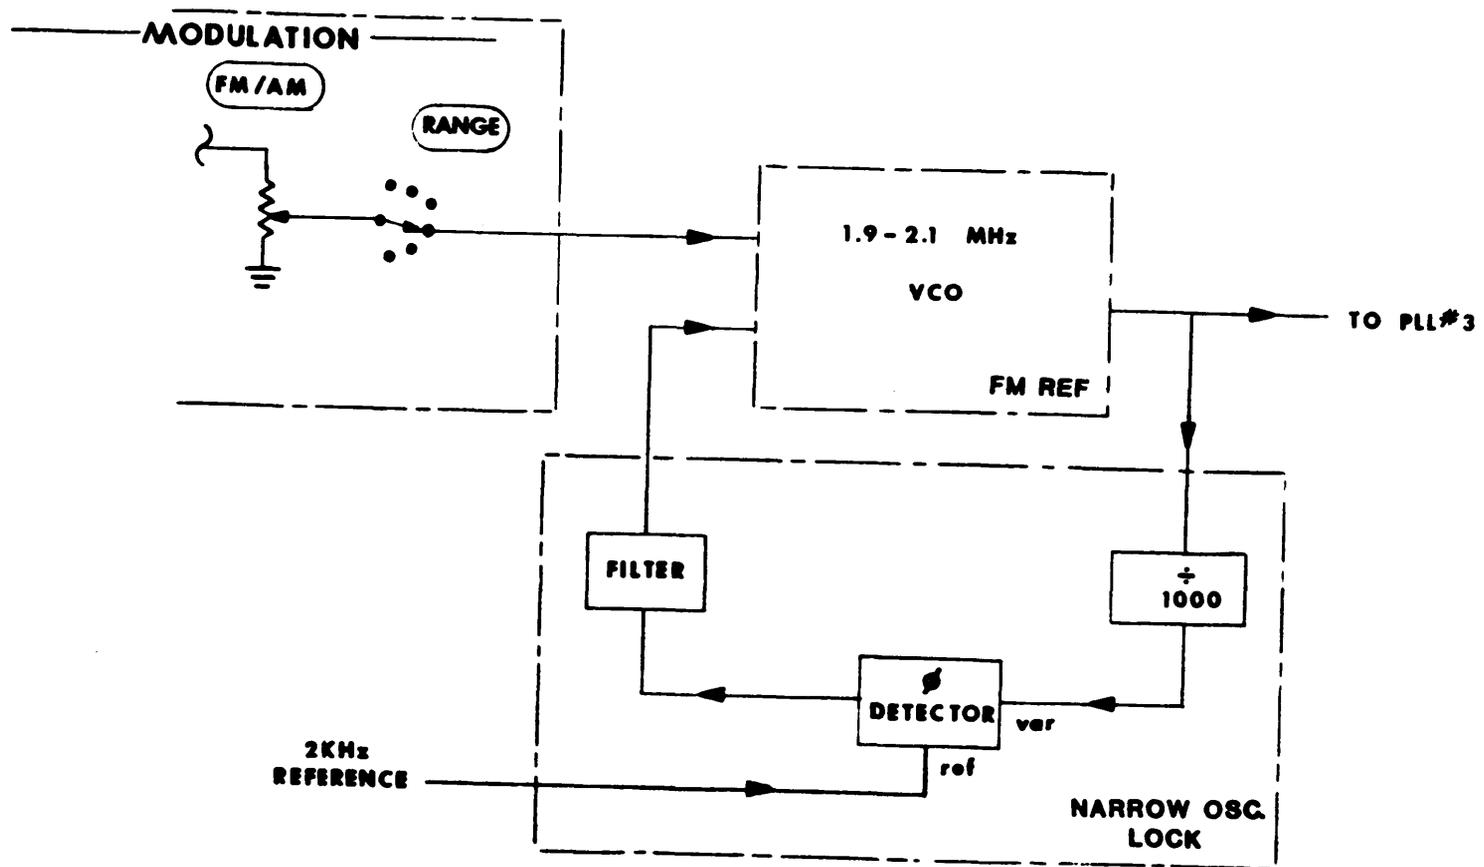 MODULATION
FM/AM
RANGE
1.9 - 2.1 MHz
VCO
FM REF
TO PLL#3
FILTER
÷
1000
ø
DETECTOR
var
ref
2KHz
REFERENCE
NARROW OSC.
LOCK